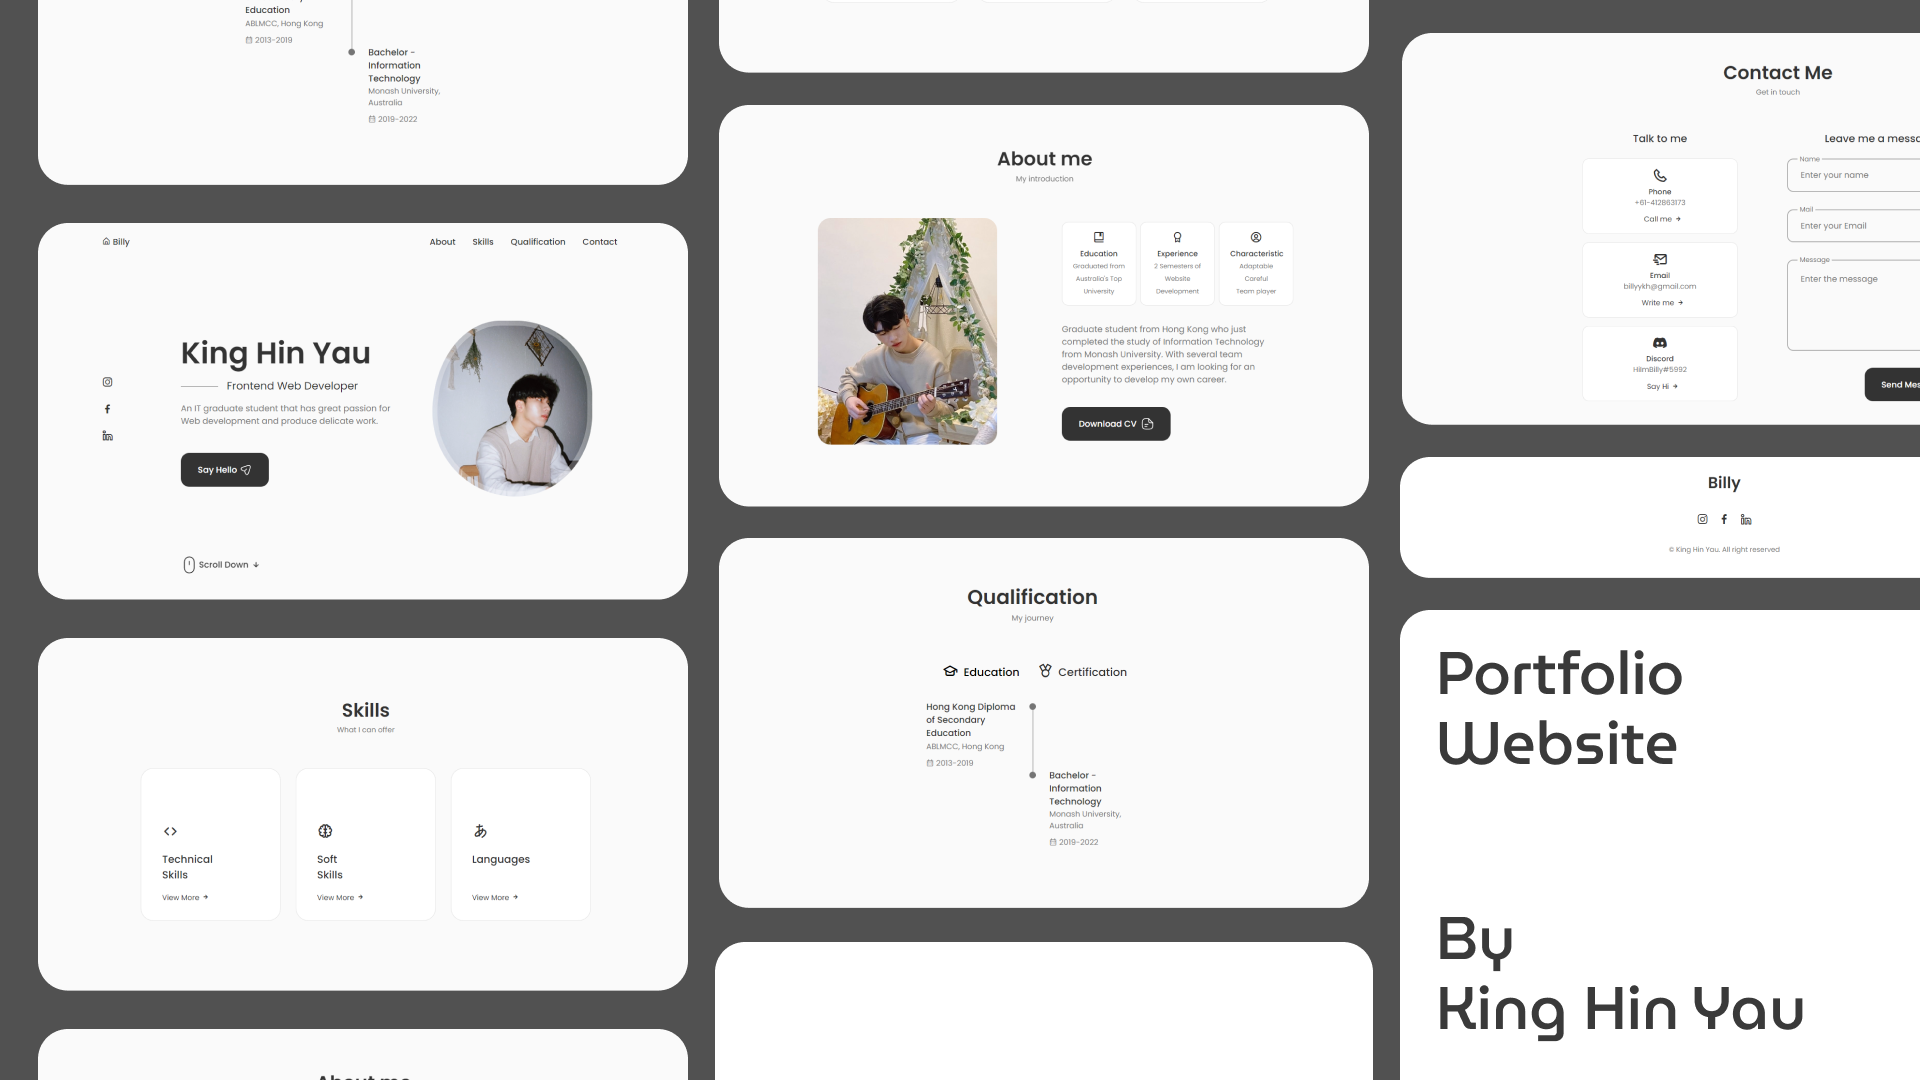 Education
ABLMCC, Hong Kong
2013-2019
Bachelor -
Information
Technology
Monash University,
Australia
2019-2022
Billy
About Skills Qualification Contact
King Hin Yau
Frontend Web Developer
An IT graduate student that has great passion for
Web development and produce delicate work.
Say Hello
Scroll Down
Skills
What I can offer
Technical
Skills
View More
Soft
Skills
View More
あ
Languages
View More
About me
About me
My introduction
Education
Graduated from
Australia's Top
University
Experience
2 Semesters of
Website
Development
Characteristic
Adaptable
Careful
Team player
Graduate student from Hong Kong who just
completed the study of Information Technology
from Monash University. With several team
development experiences, I am looking for an
opportunity to develop my own career.
Download CV
Qualification
My journey
Education Certification
Hong Kong Diploma
of Secondary
Education
ABLMCC, Hong Kong
2013-2019
Bachelor -
Information
Technology
Monash University,
Australia
2019-2022
Contact Me
Get in touch
Talk to me
Phone
+61-412863173
Call me
Email
billyykh@gmail.com
Write me
Discord
HiImBilly#5992
Say Hi
Leave me a messa
Name
Enter your name
Mail
Enter your Email
Message
Enter the message
Send Mes
Billy
© King Hin Yau. All right reserved
Portfolio
Website
By
King Hin Yau